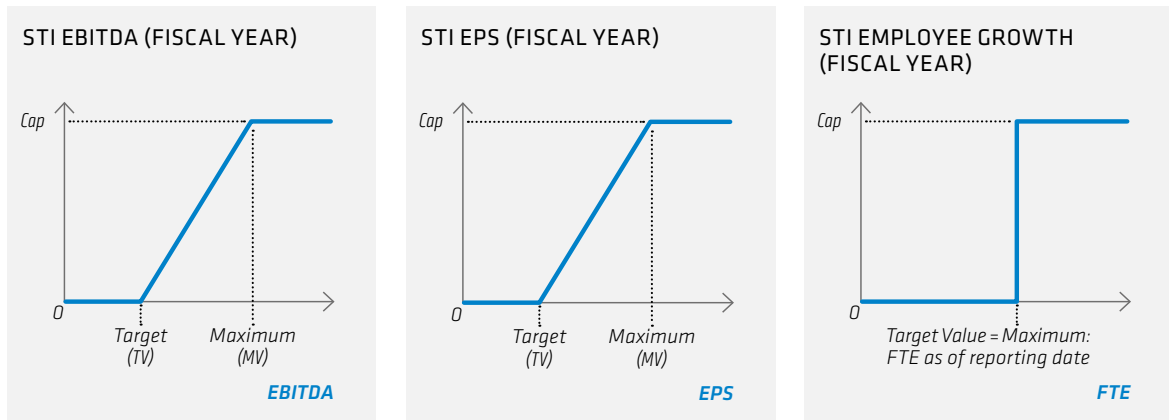 STI EBITDA (FISCAL YEAR)
Cap
0
Target
(TV)
Maximum
(MV)
EBITDA
STI EPS (FISCAL YEAR)
Cap
0
Target
(TV)
Maximum
(MV)
EPS
STI EMPLOYEE GROWTH
(FISCAL YEAR)
Cap
0
Target Value = Maximum:
FTE as of reporting date
FTE